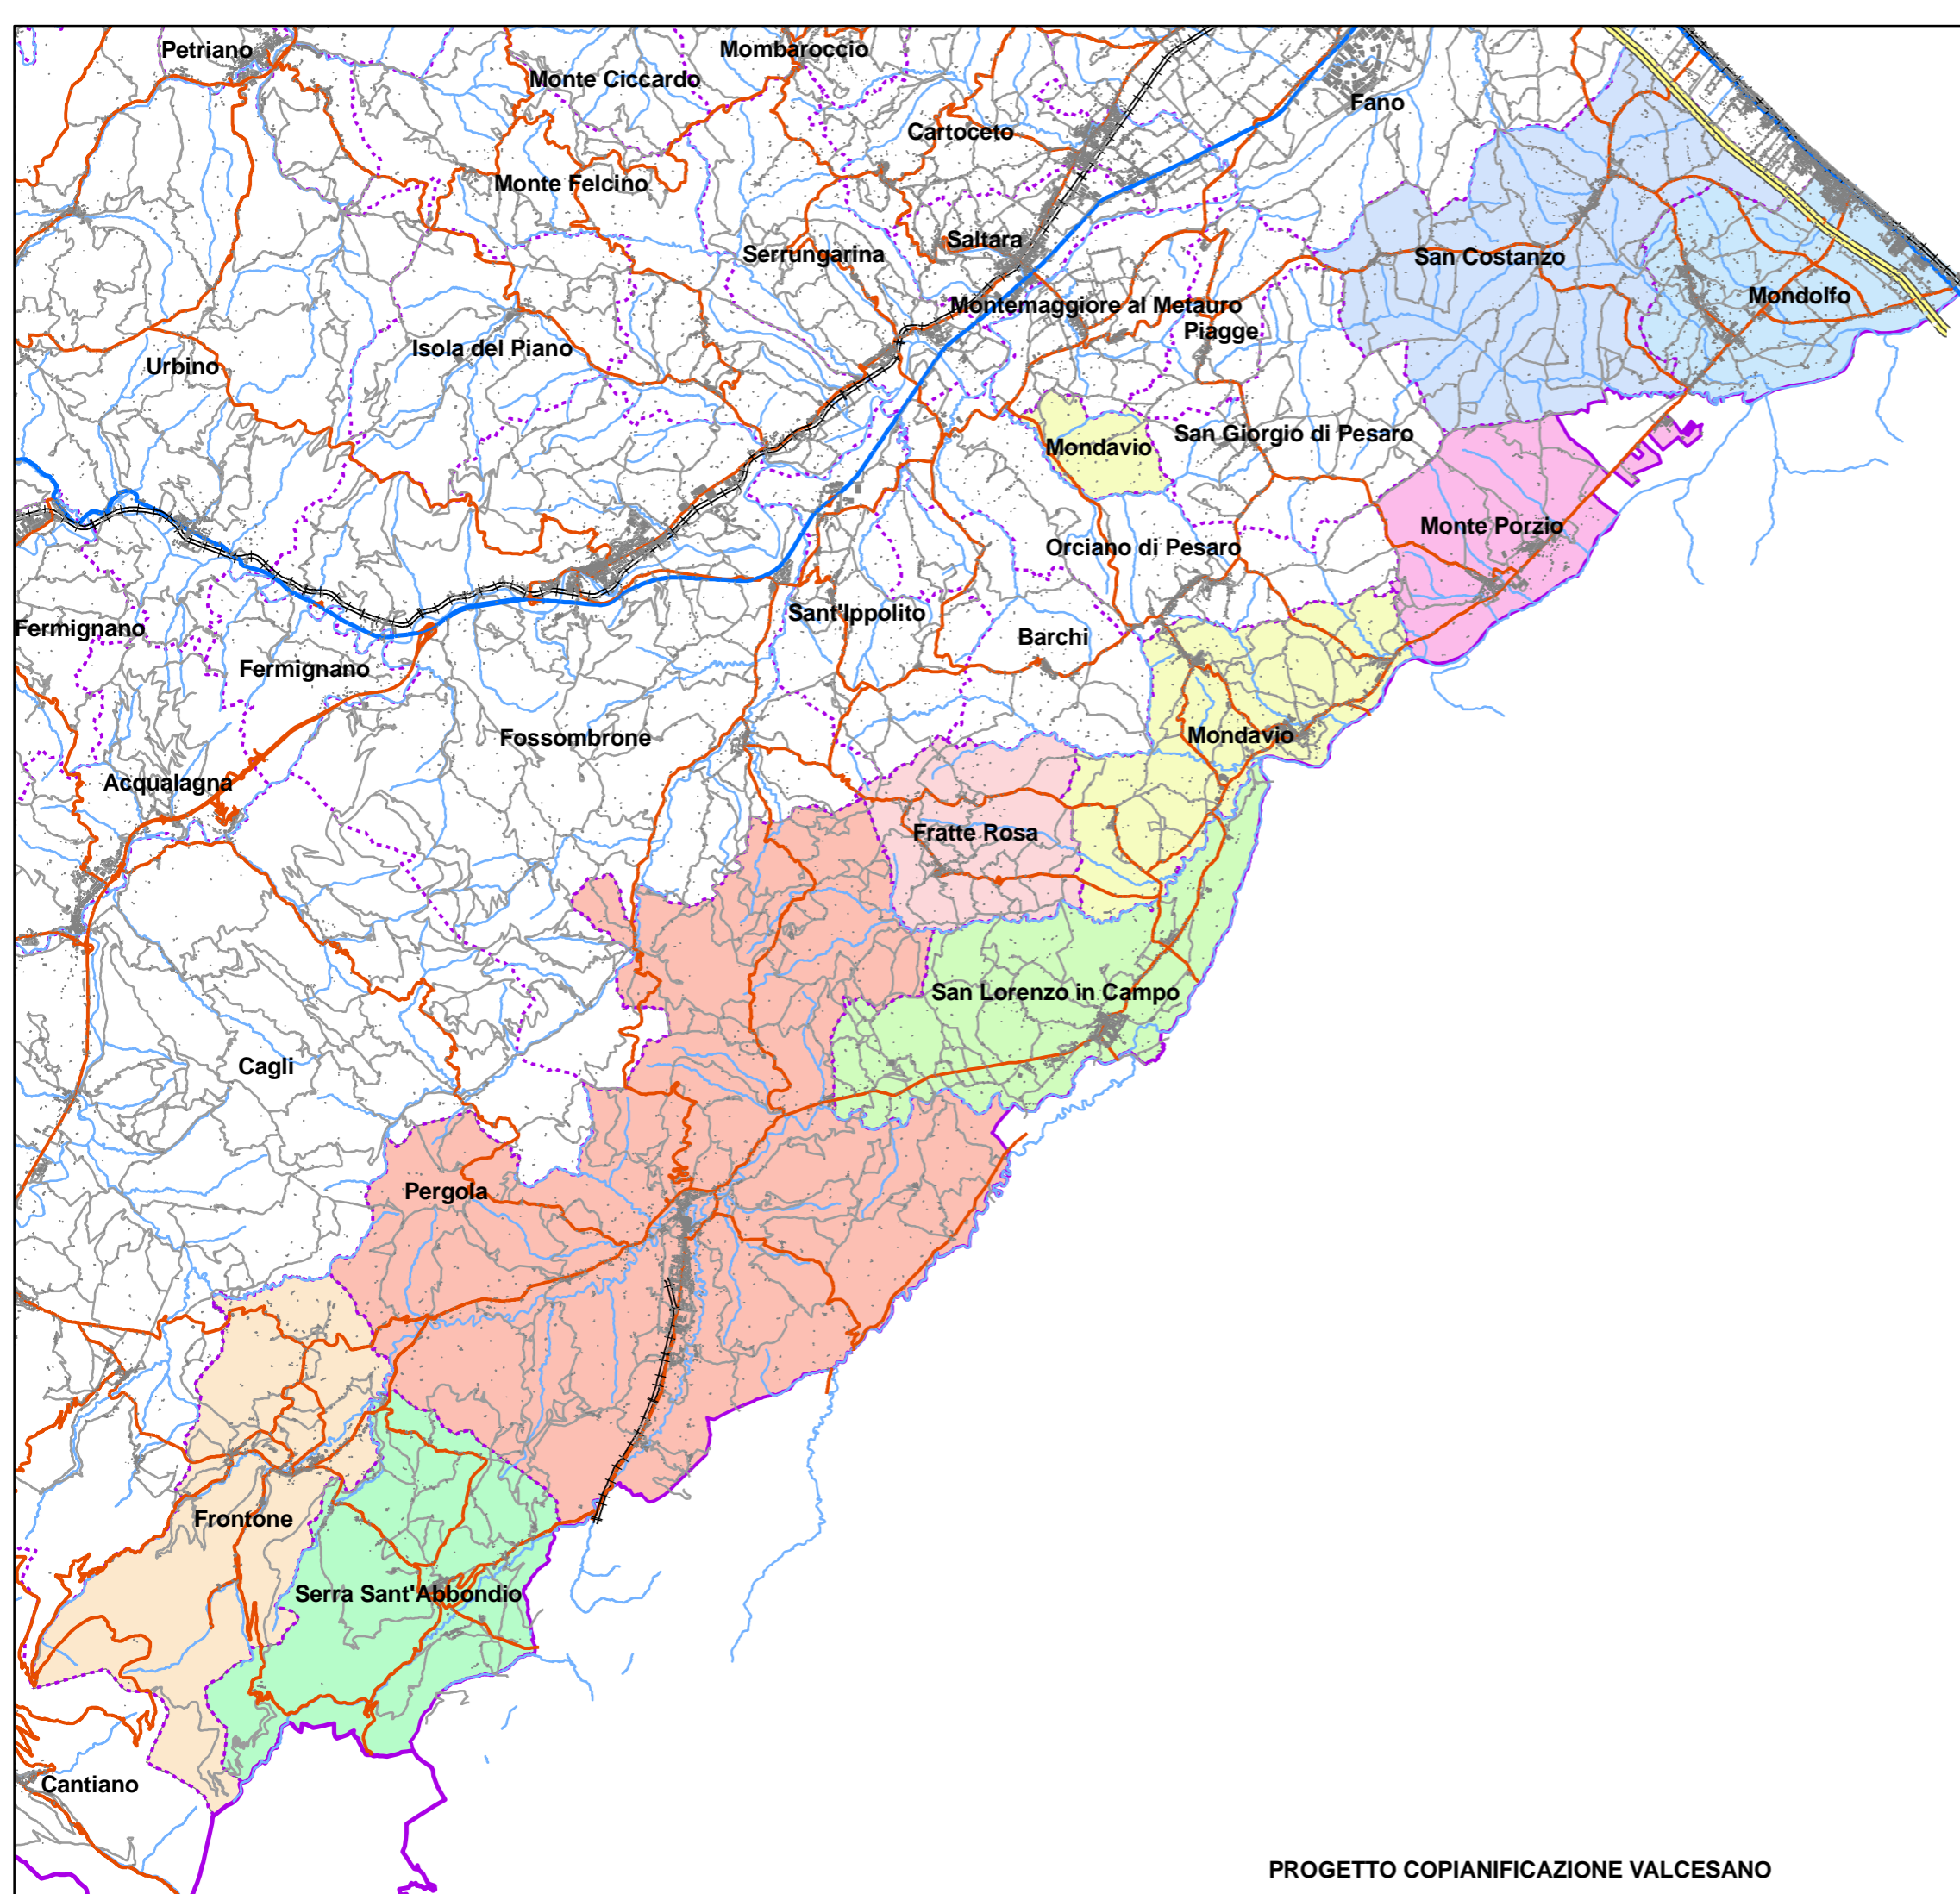 Petriano
Mombaroccio
Monte Ciccardo
Fano
Cartoceto
Monte Felcino
Saltara
Serrungarina
San Costanzo
Mondolfo
Montemaggiore al Metauro
Piagge
Isola del Piano
Urbino
San Giorgio di Pesaro
Mondavio
Monte Porzio
Orciano di Pesaro
Sant'Ippolito
Fermignano
Barchi
Fermignano
Mondavio
Fossombrone
Acqualagna
Fratte Rosa
San Lorenzo in Campo
Cagli
Pergola
Frontone
Serra Sant'Abbondio
Cantiano
PROGETTO COPIANIFICAZIONE VALCESANO